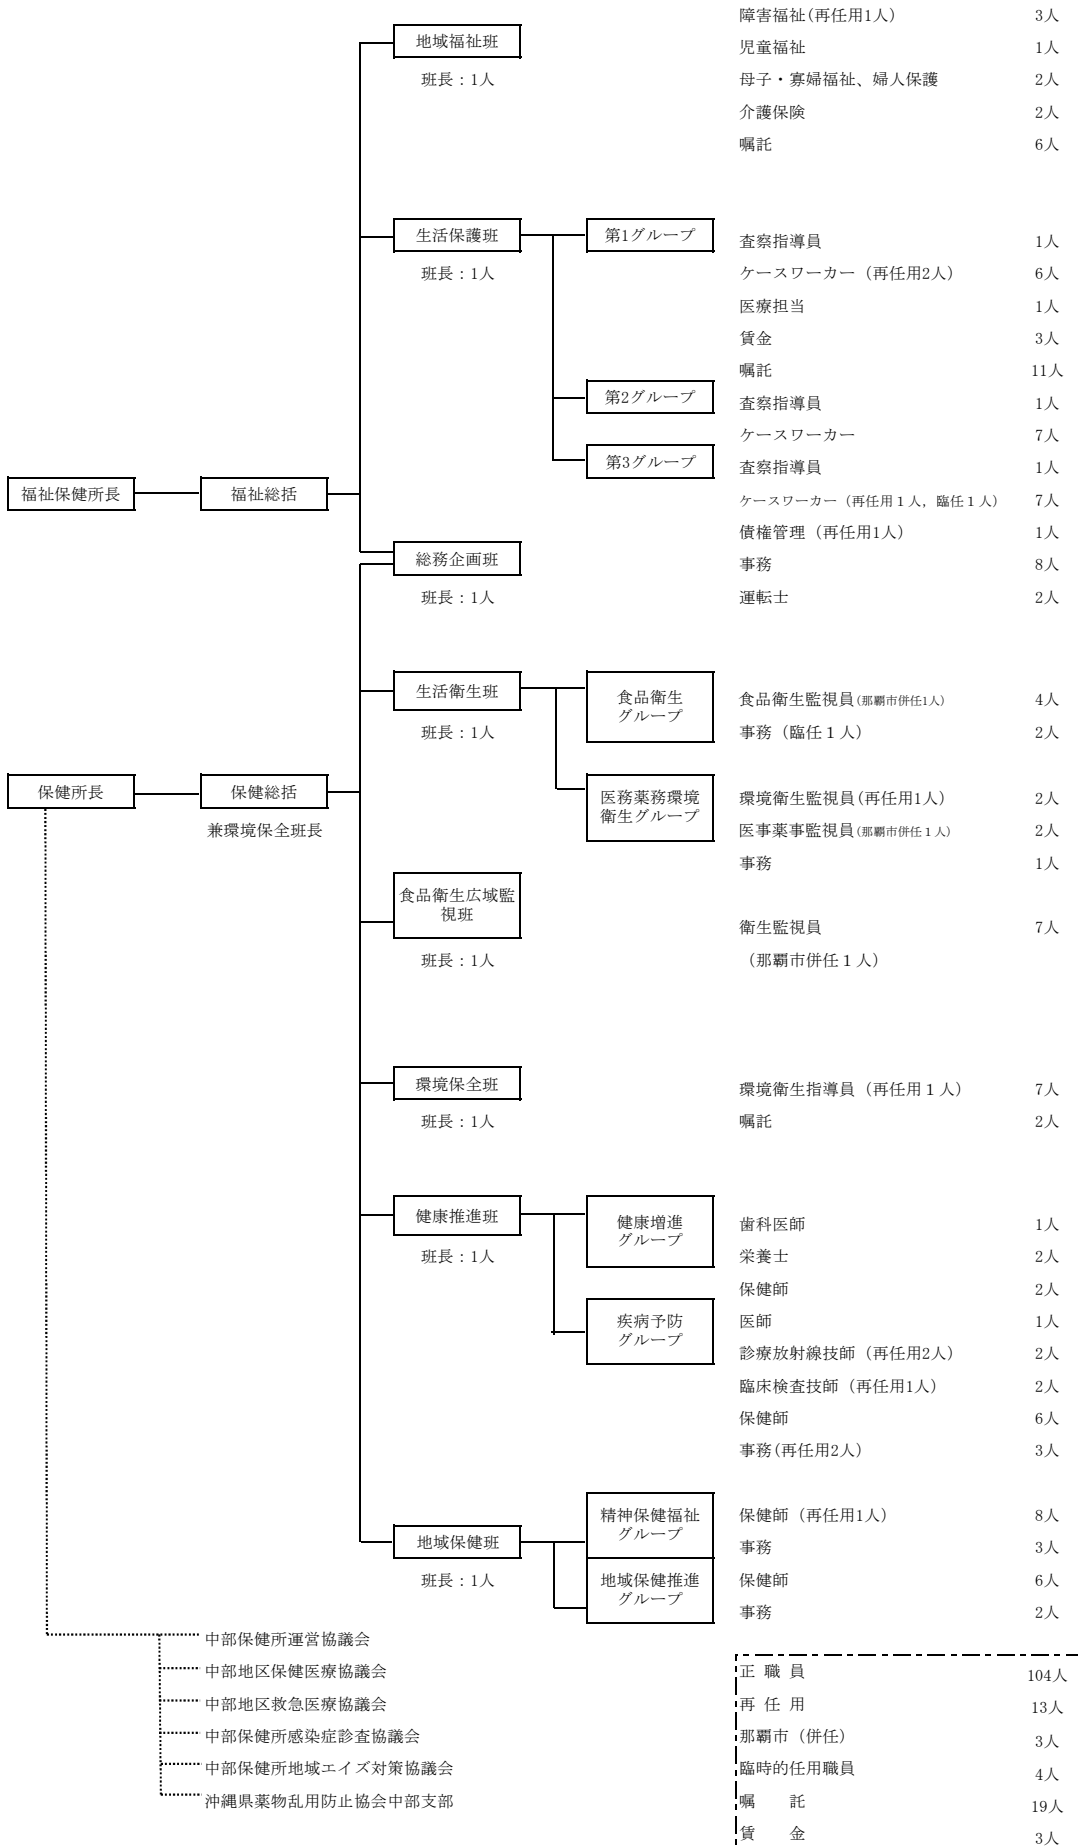 障害福祉(再任用1人) 3人
地域福祉班
児童福祉 1人
班長：1人
母子・寡婦福祉、婦人保護 2人
介護保険 2人
嘱託 6人
生活保護班
班長：1人
第1グループ
査察指導員 1人
ケースワーカー（再任用2人） 6人
医療担当 1人
賃金 3人
嘱託 11人
第2グループ
査察指導員 1人
ケースワーカー 7人
第3グループ
査察指導員 1人
ケースワーカー（再任用１人，臨任１人） 7人
福祉保健所長
福祉総括
債権管理（再任用1人） 1人
総務企画班
班長：1人
事務 8人
運転士 2人
生活衛生班
班長：1人
食品衛生
グループ
食品衛生監視員(那覇市併任1人) 4人
事務（臨任１人） 2人
保健所長
保健総括
兼環境保全班長
医務薬務環境
衛生グループ
環境衛生監視員(再任用1人) 2人
医事薬事監視員(那覇市併任１人) 2人
事務 1人
食品衛生広域監
視班
班長：1人
衛生監視員 7人
（那覇市併任１人）
環境保全班
班長：1人
環境衛生指導員（再任用１人） 7人
嘱託 2人
健康推進班
班長：1人
健康増進
グループ
歯科医師 1人
栄養士 2人
保健師 2人
疾病予防
グループ
医師 1人
診療放射線技師（再任用2人） 2人
臨床検査技師（再任用1人） 2人
保健師 6人
事務(再任用2人) 3人
地域保健班
班長：1人
精神保健福祉
グループ
保健師（再任用1人） 8人
事務 3人
地域保健推進
グループ
保健師 6人
事務 2人
中部保健所運営協議会
中部地区保健医療協議会
中部地区救急医療協議会
中部保健所感染症診査協議会
中部保健所地域エイズ対策協議会
沖縄県薬物乱用防止協会中部支部
正 職 員 104人
再 任 用 13人
那覇市（併任） 3人
臨時的任用職員 4人
嘱　　託 19人
賃　　金 3人